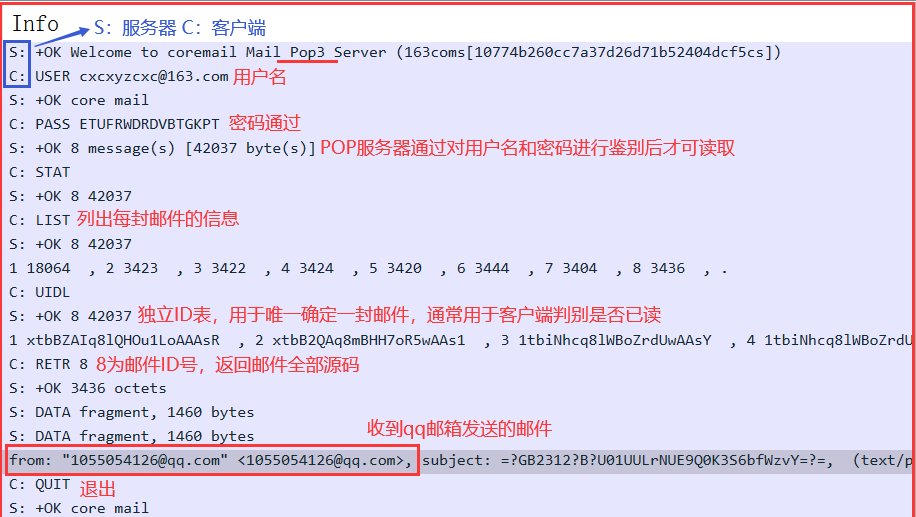 Info
S：服务器 C：客户端
S: +OK Welcome to coremail Mail Pop3 Server (163coms[10774b260cc7a37d26d71b52404dcf5cs])
C: USER cxcxyzcxc@163.com 用户名
S: +OK core mail
C: PASS ETUFRWDRDVBTGKPT 密码通过
S: +OK 8 message(s) [42037 byte(s)] POP服务器通过对用户名和密码进行鉴别后才可读取
C: STAT
S: +OK 8 42037
C: LIST 列出每封邮件的信息
S: +OK 8 42037
1 18064  , 2 3423  , 3 3422  , 4 3424  , 5 3420  , 6 3444  , 7 3404  , 8 3436  , .
C: UIDL
S: +OK 8 42037 独立ID表，用于唯一确定一封邮件，通常用于客户端判别是否已读
1 xtbBZAIq8lQHOu1LoAAAsR  , 2 xtbB2QAq8mBHH7oR5wAAs1  , 3 1tbiNhcq8lWBoZrdUwAAsY  , 4 1tbiNhcq8lWBoZrdU
C: RETR 8 8为邮件ID号，返回邮件全部源码
S: +OK 3436 octets
S: DATA fragment, 1460 bytes
S: DATA fragment, 1460 bytes
收到qq邮箱发送的邮件
from: "1055054126@qq.com" <1055054126@qq.com>, subject: =?GB2312?B?U01UULrNUE9Q0K3S6bfWzvY=?=,  (text/p
C: QUIT 退出
S: +OK core mail